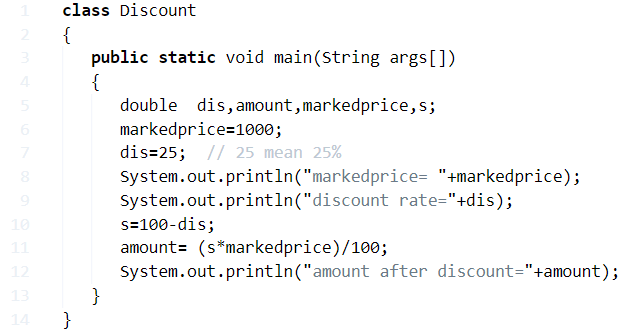 1 class Discount
2 {
3 public static void main(String args[])
4 {
5 double  dis,amount,markedprice,s;
6 markedprice=1000;
7 dis=25;  // 25 mean 25%
8 System.out.println("markedprice= "+markedprice);
9 System.out.println("discount rate="+dis);
10 s=100-dis;
11 amount= (s*markedprice)/100;
12 System.out.println("amount after discount="+amount);
13 }
14 }